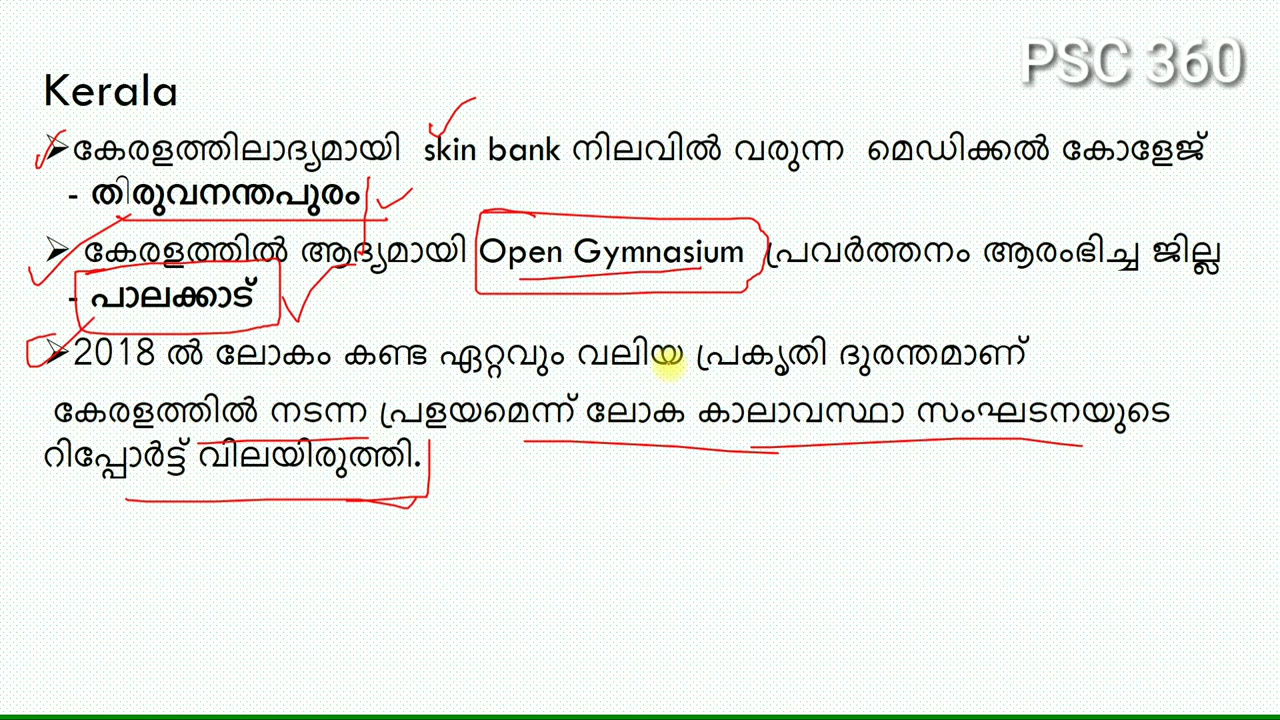 PSC 360
Kerala
➢കേരളത്തിലാദ്യമായി skin bank നിലവിൽ വരുന്ന മെഡിക്കൽ കോളേജ്
- തിരുവനന്തപുരം
➢ കേരളത്തിൽ ആദ്യമായി Open Gymnasium പ്രവർത്തനം ആരംഭിച്ച ജില്ല
- പാലക്കാട്
➢2018 ൽ ലോകം കണ്ട ഏറ്റവും വലിയ പ്രകൃതി ദുരന്തമാണ്
കേരളത്തിൽ നടന്ന പ്രളയമെന്ന് ലോക കാലാവസ്ഥാ സംഘടനയുടെ
റിപ്പോർട്ട് വിലയിരുത്തി.